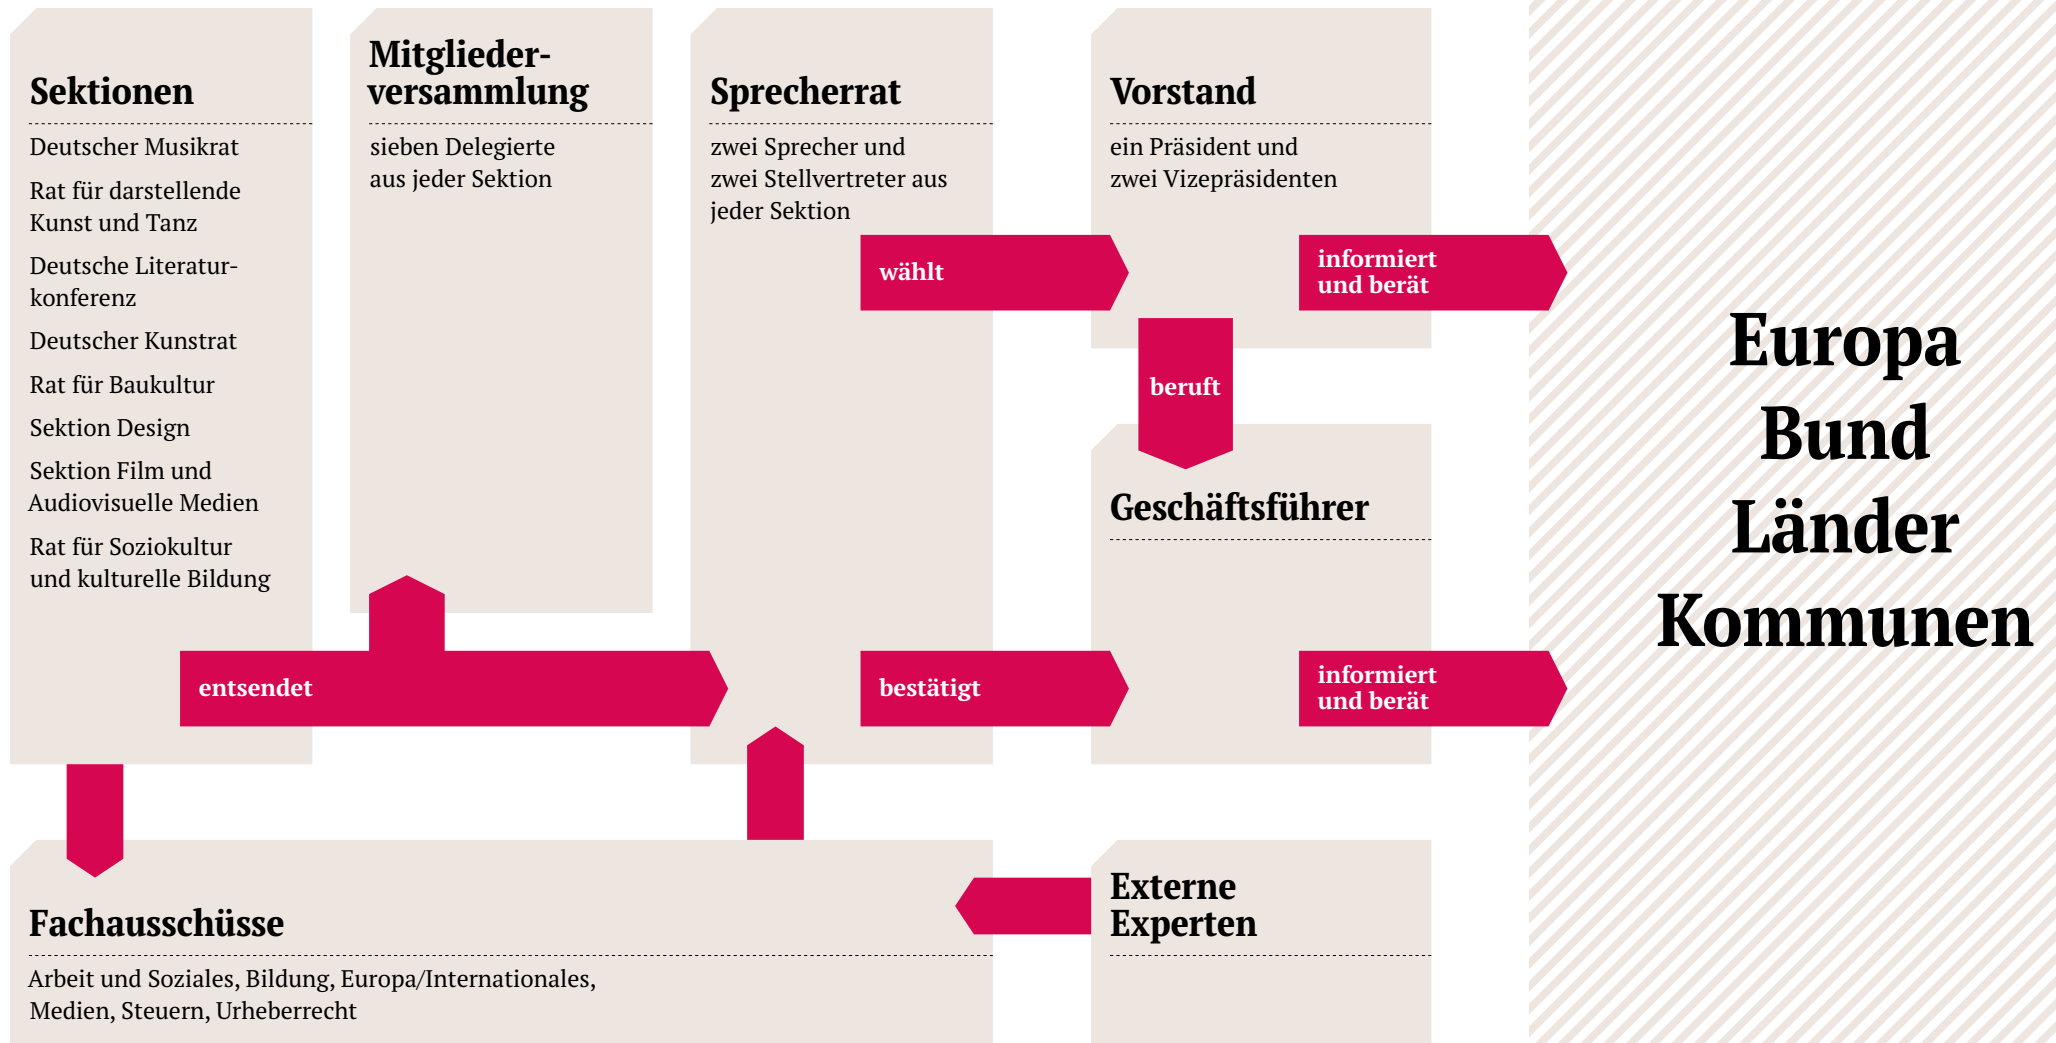 Sektionen
Deutscher Musikrat
Rat für darstellende
Kunst und Tanz
Deutsche Literatur-
konferenz
Deutscher Kunstrat
Rat für Baukultur
Sektion Design
Sektion Film und
Audiovisuelle Medien
Rat für Soziokultur
und kulturelle Bildung
entsendet
Mitglieder-
versammlung
sieben Delegierte
aus jeder Sektion
Sprecherrat
zwei Sprecher und
zwei Stellvertreter aus
jeder Sektion
wählt
bestätigt
Vorstand
ein Präsident und
zwei Vizepräsidenten
informiert
und berät
beruft
Geschäftsführer
informiert
und berät
Europa
Bund
Länder
Kommunen
Fachausschüsse
Arbeit und Soziales, Bildung, Europa/Internationales,
Medien, Steuern, Urheberrecht
Externe
Experten